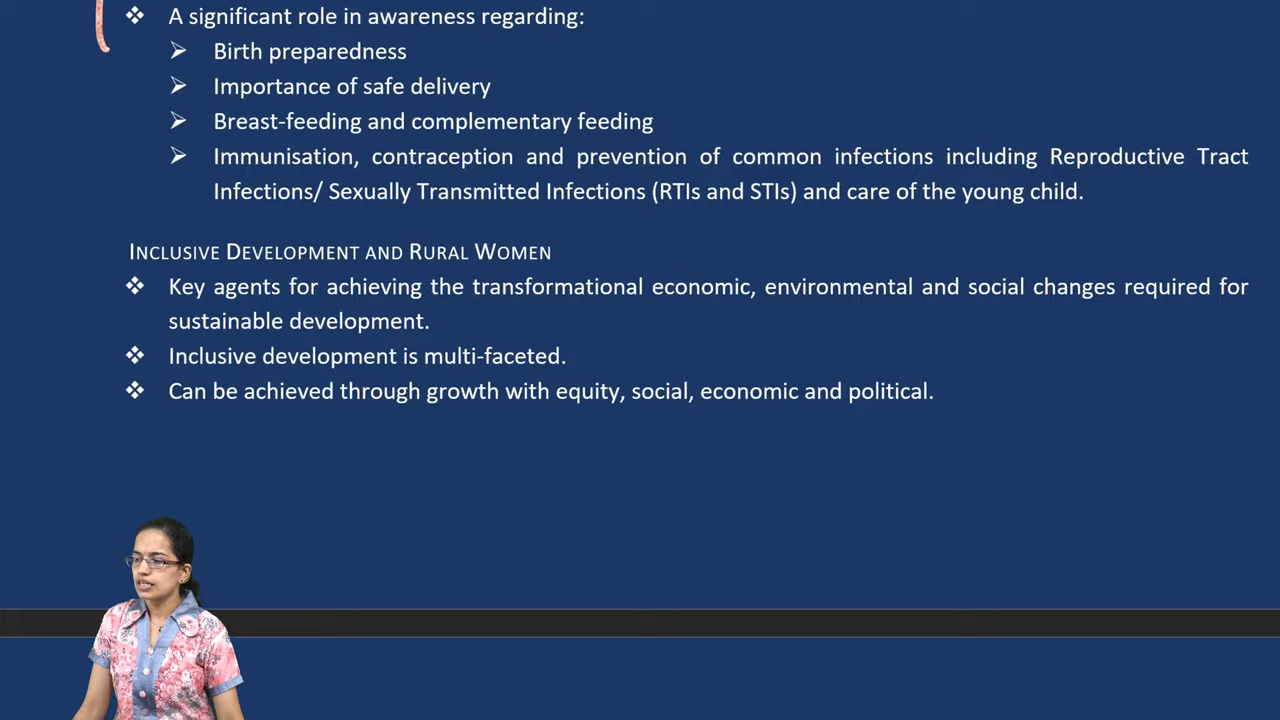 ❖ A significant role in awareness regarding:
➢ Birth preparedness
➢ Importance of safe delivery
➢ Breast-feeding and complementary feeding
➢ Immunisation, contraception and prevention of common infections including Reproductive Tract
Infections/ Sexually Transmitted Infections (RTIs and STIs) and care of the young child.
INCLUSIVE DEVELOPMENT AND RURAL WOMEN
❖ Key agents for achieving the transformational economic, environmental and social changes required for
sustainable development.
❖ Inclusive development is multi-faceted.
❖ Can be achieved through growth with equity, social, economic and political.